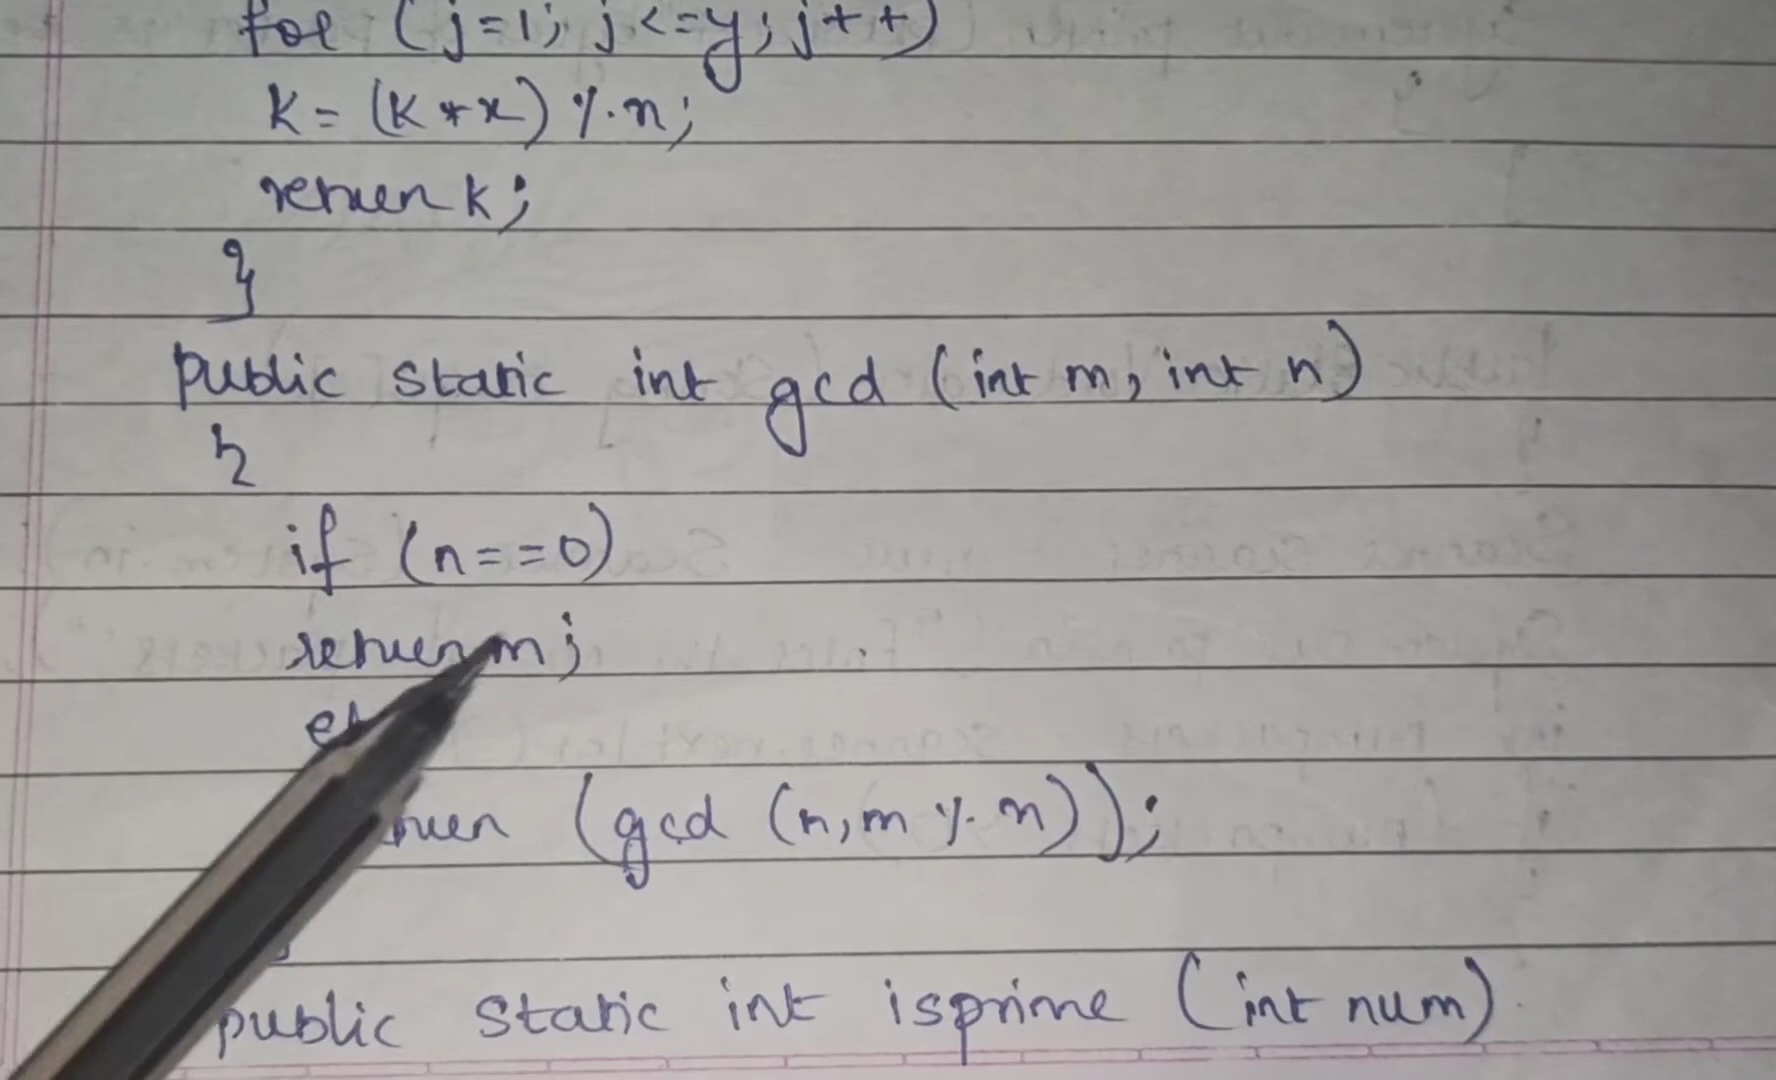 for (j=1; j<=y; j++)
k = (k * x) % n;
return k;
}
public static int gcd (int m, int n)
{
if (n==0)
return m;
(gcd (n, m % n));
public static int isprime (int num)